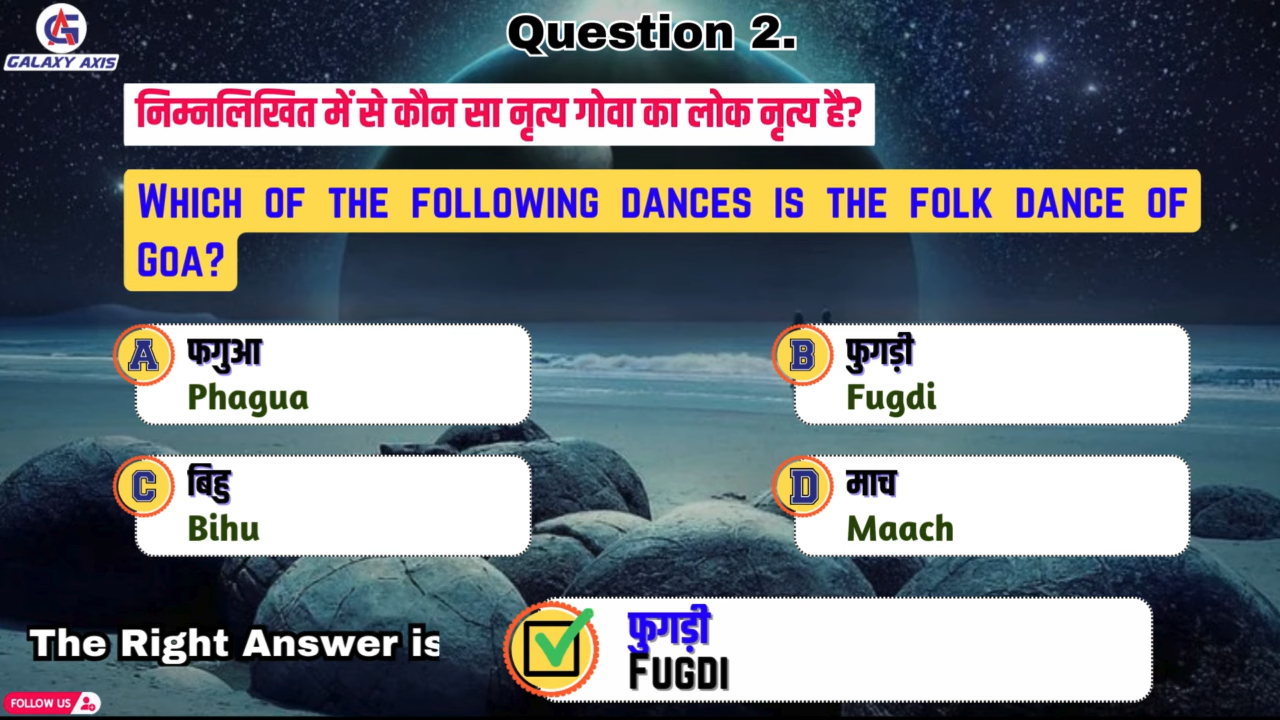 GALAXY AXIS
Question 2.
निम्नलिखित में से कौन सा नृत्य गोवा का लोक नृत्य है?
Which of the following dances is the folk dance of
Goa?
A
फगुआ
Phagua
B
फुगड़ी
Fugdi
C
बिहु
Bihu
D
माच
Maach
The Right Answer is
फुगड़ी
Fugdi
FOLLOW US